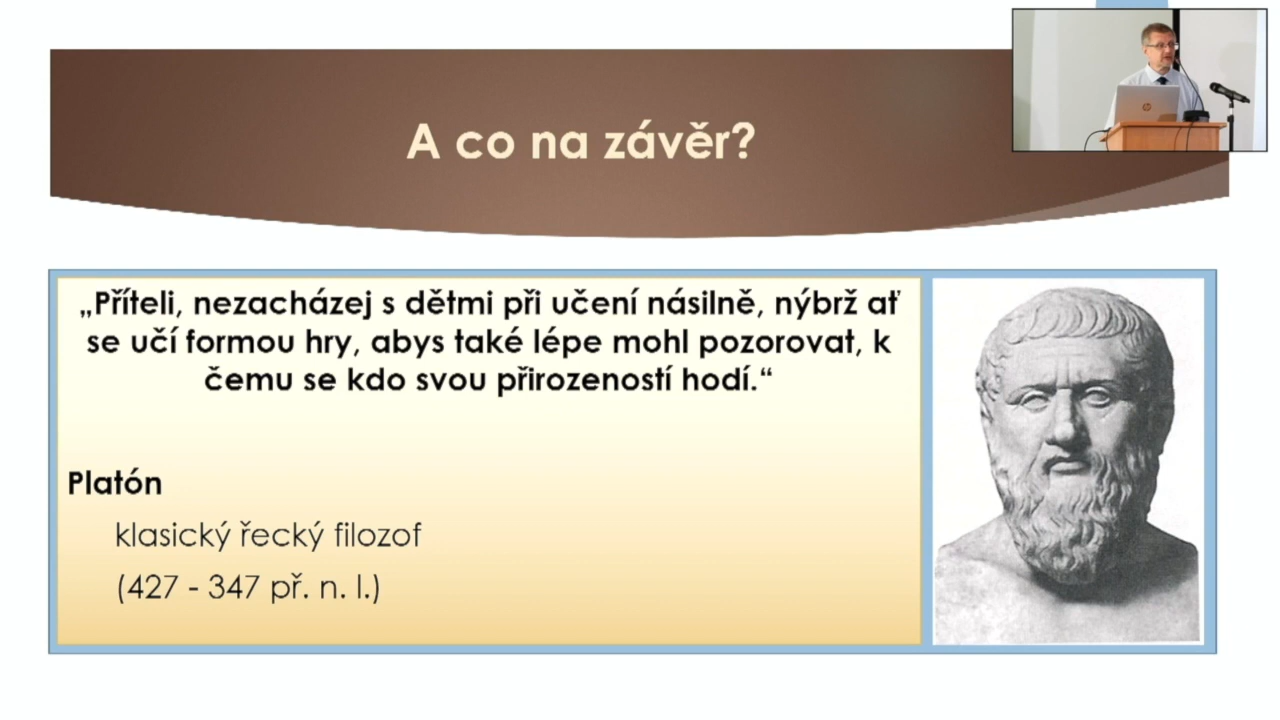 A co na závěr?
„Příteli, nezacházej s dětmi při učení násilně, nýbrž ať
se učí formou hry, abys také lépe mohl pozorovat, k
čemu se kdo svou přirozeností hodí.“
Platón
klasický řecký filozof
(427 - 347 př. n. l.)